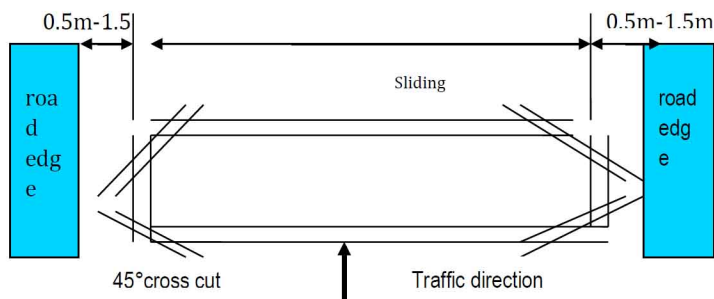 0.5m-1.5
0.5m-1.5m
Sliding
roa
d
edg
e
road
edg
e
45°cross cut
Traffic direction